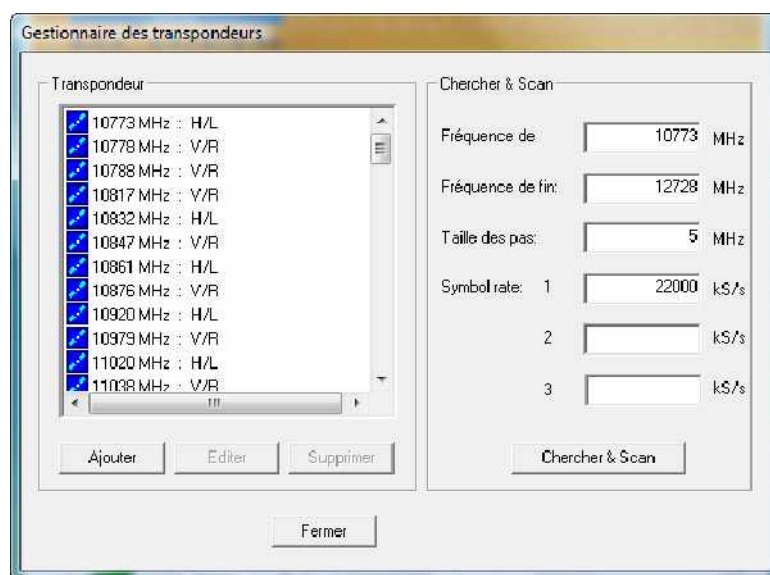 Gestionnaire des transpondeurs
Transpondeur
10773 MHz : H/L
10778 MHz : V/R
10788 MHz : V/R
10817 MHz : V/R
10832 MHz : H/L
10847 MHz : V/R
10861 MHz : H/L
10876 MHz : V/R
10920 MHz : H/L
10979 MHz : V/R
11020 MHz : H/L
11038 MHz : V/R
Ajouter
Editer
Supprimer
Chercher & Scan
Fréquence de 10773 MHz
Fréquence de fin: 12728 MHz
Taille des pas: 5 MHz
Symbol rate: 1 22000 kS/s
2 kS/s
3 kS/s
Chercher & Scan
Fermer